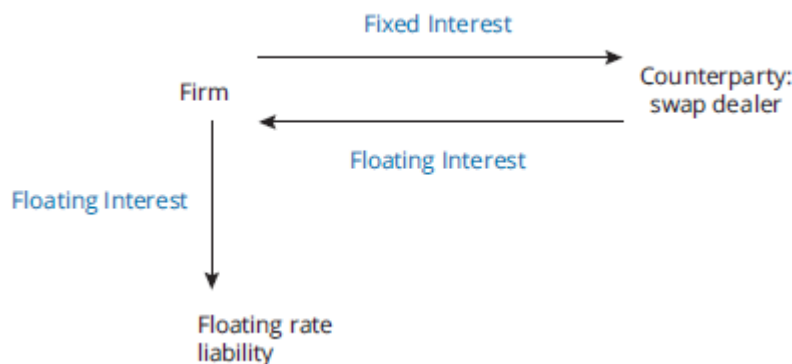 Fixed Interest
Counterparty:
swap dealer
Firm
Floating Interest
Floating Interest
Floating rate
liability